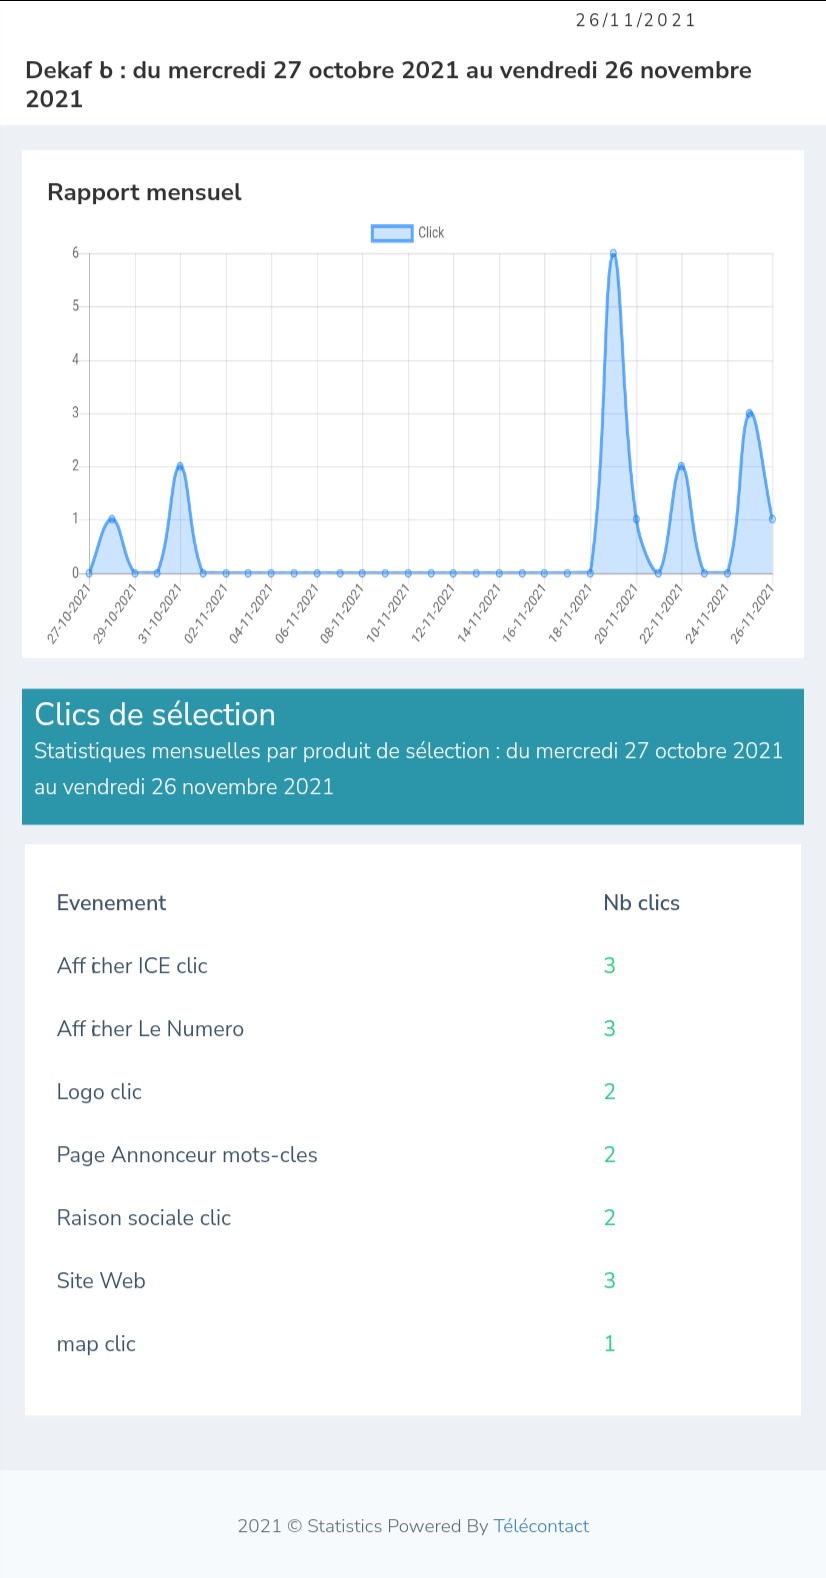 26/11/2021
Dekaf b : du mercredi 27 octobre 2021 au vendredi 26 novembre
2021
Rapport mensuel
Click
6
5
4
3
2
1
0
27-10-2021
29-10-2021
31-10-2021
02-11-2021
04-11-2021
06-11-2021
08-11-2021
10-11-2021
12-11-2021
14-11-2021
16-11-2021
18-11-2021
20-11-2021
22-11-2021
24-11-2021
26-11-2021
Clics de sélection
Statistiques mensuelles par produit de sélection : du mercredi 27 octobre 2021
au vendredi 26 novembre 2021
Evenement Nb clics
Afficher ICE clic 3
Afficher Le Numero 3
Logo clic 2
Page Annonceur mots-cles 2
Raison sociale clic 2
Site Web 3
map clic 1
2021 © Statistics Powered By Télécontact